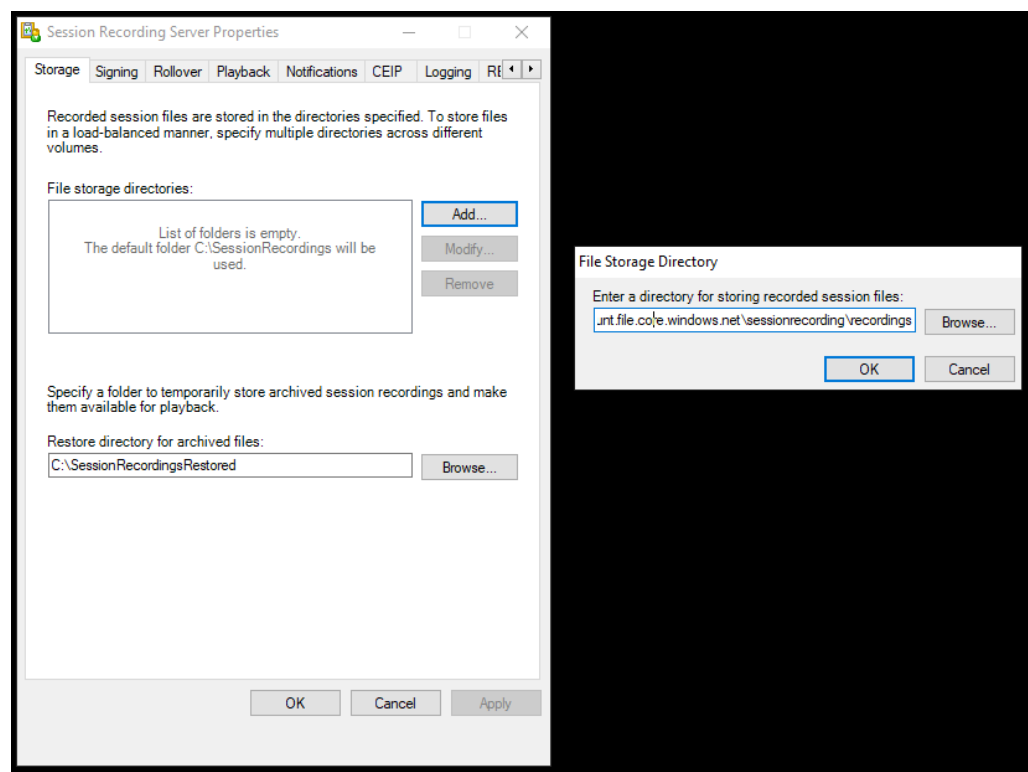 Session Recording Server Properties
Storage Signing Rollover Playback Notifications CEIP Logging
Recorded session files are stored in the directories specified. To store files
in a load-balanced manner, specify multiple directories across different
volumes.
File storage directories:
List of folders is empty.
The default folder C:\SessionRecordings will be
used.
Add...
Modify...
Remove
Specify a folder to temporarily store archived session recordings and make
them available for playback.
Restore directory for archived files:
C:\SessionRecordingsRestored
Browse...
OK Cancel Apply
File Storage Directory
Enter a directory for storing recorded session files:
unt.file.core.windows.net\sessionrecording\recordings
Browse...
OK Cancel